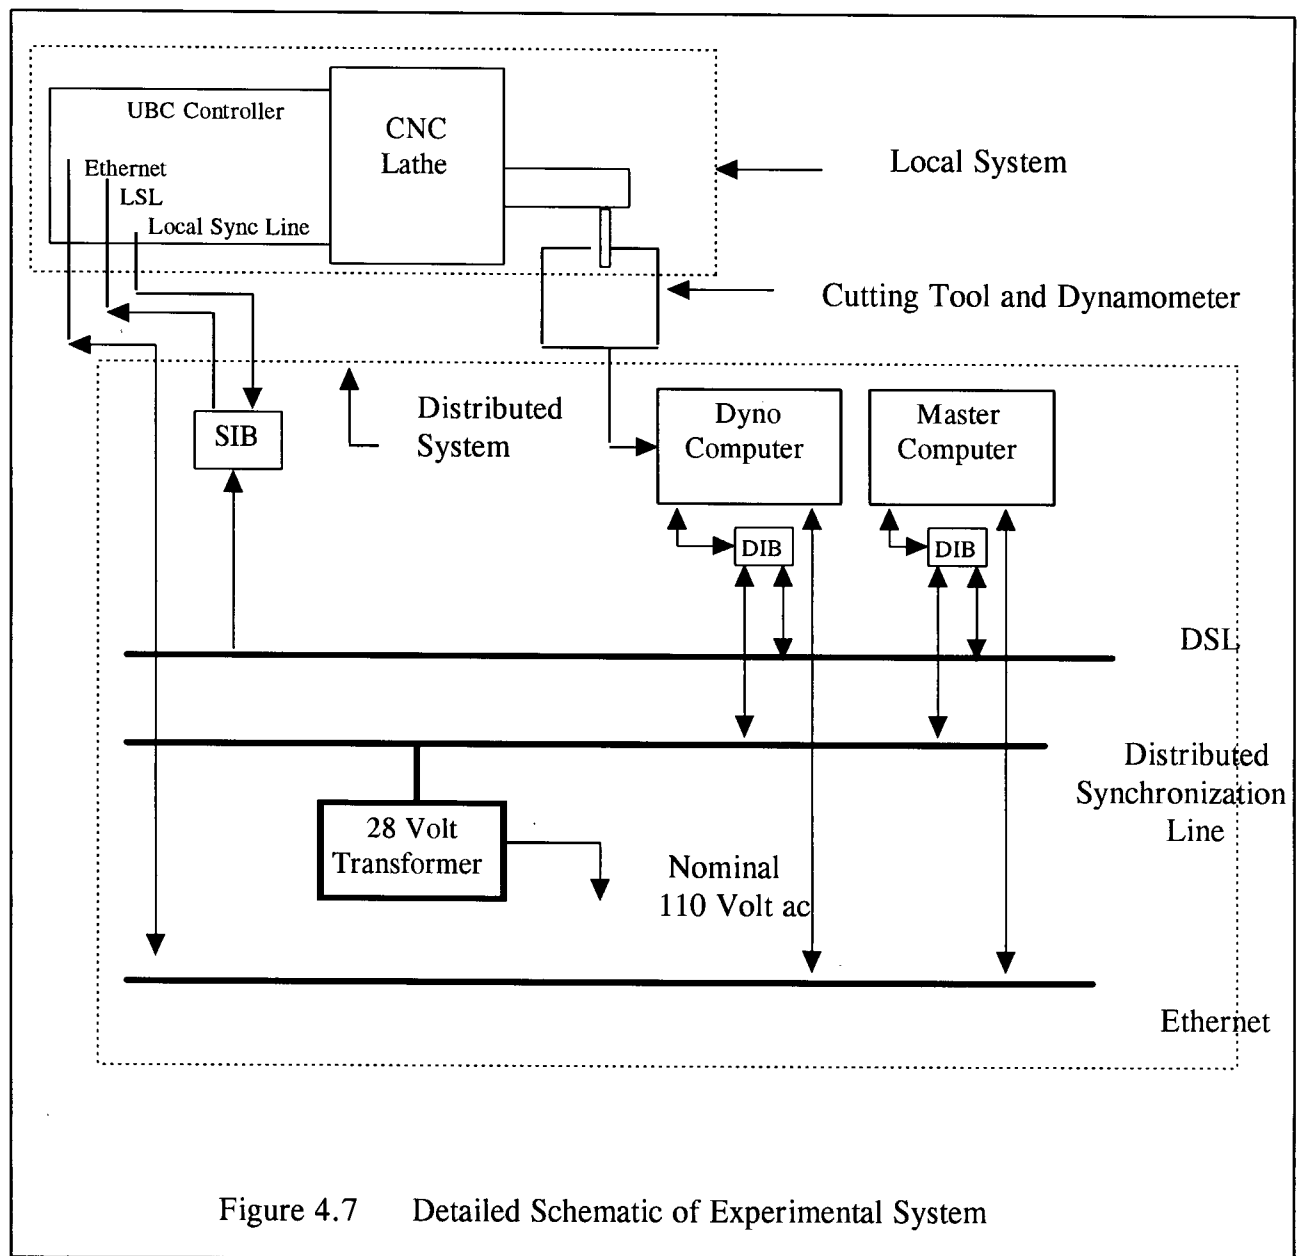 UBC Controller
CNC
Lathe
Ethernet
LSL
Local Sync Line
Local System
Cutting Tool and Dynamometer
Distributed
System
SIB
Dyno
Computer
Master
Computer
DIB
DIB
DSL
Distributed
Synchronization
Line
28 Volt
Transformer
Nominal
110 Volt ac
Ethernet
Figure 4.7 Detailed Schematic of Experimental System